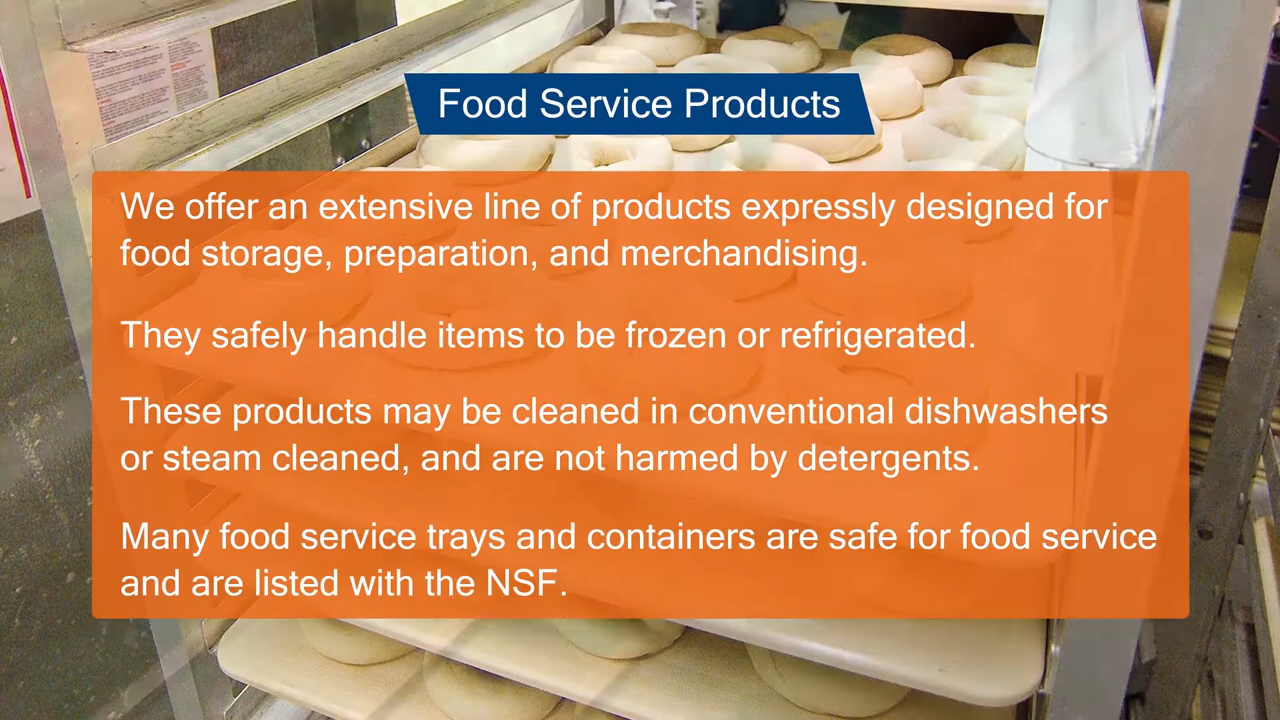 Food Service Products
We offer an extensive line of products expressly designed for
food storage, preparation, and merchandising.
They safely handle items to be frozen or refrigerated.
These products may be cleaned in conventional dishwashers
or steam cleaned, and are not harmed by detergents.
Many food service trays and containers are safe for food service
and are listed with the NSF.